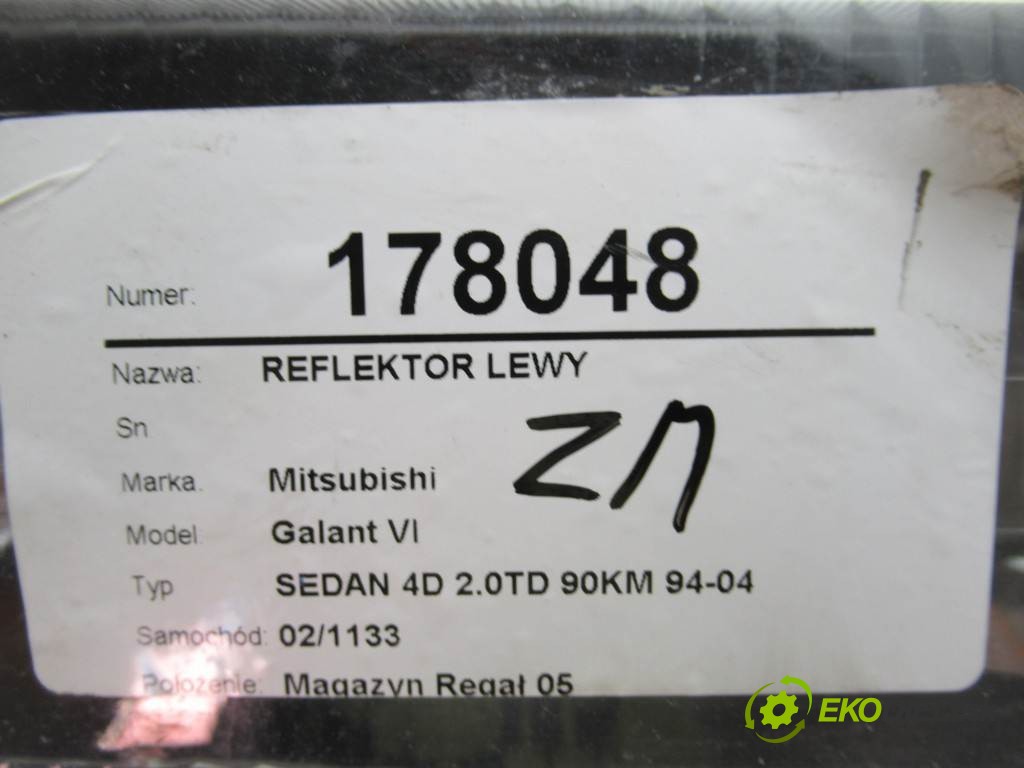 Numer: 178048
Nazwa: REFLEKTOR LEWY
Sn
Marka. Mitsubishi
Model: Galant VI
Typ SEDAN 4D 2.0TD 90KM 94-04
Samochód: 02/1133
Położenie: Magazyn Regał 05
EKO